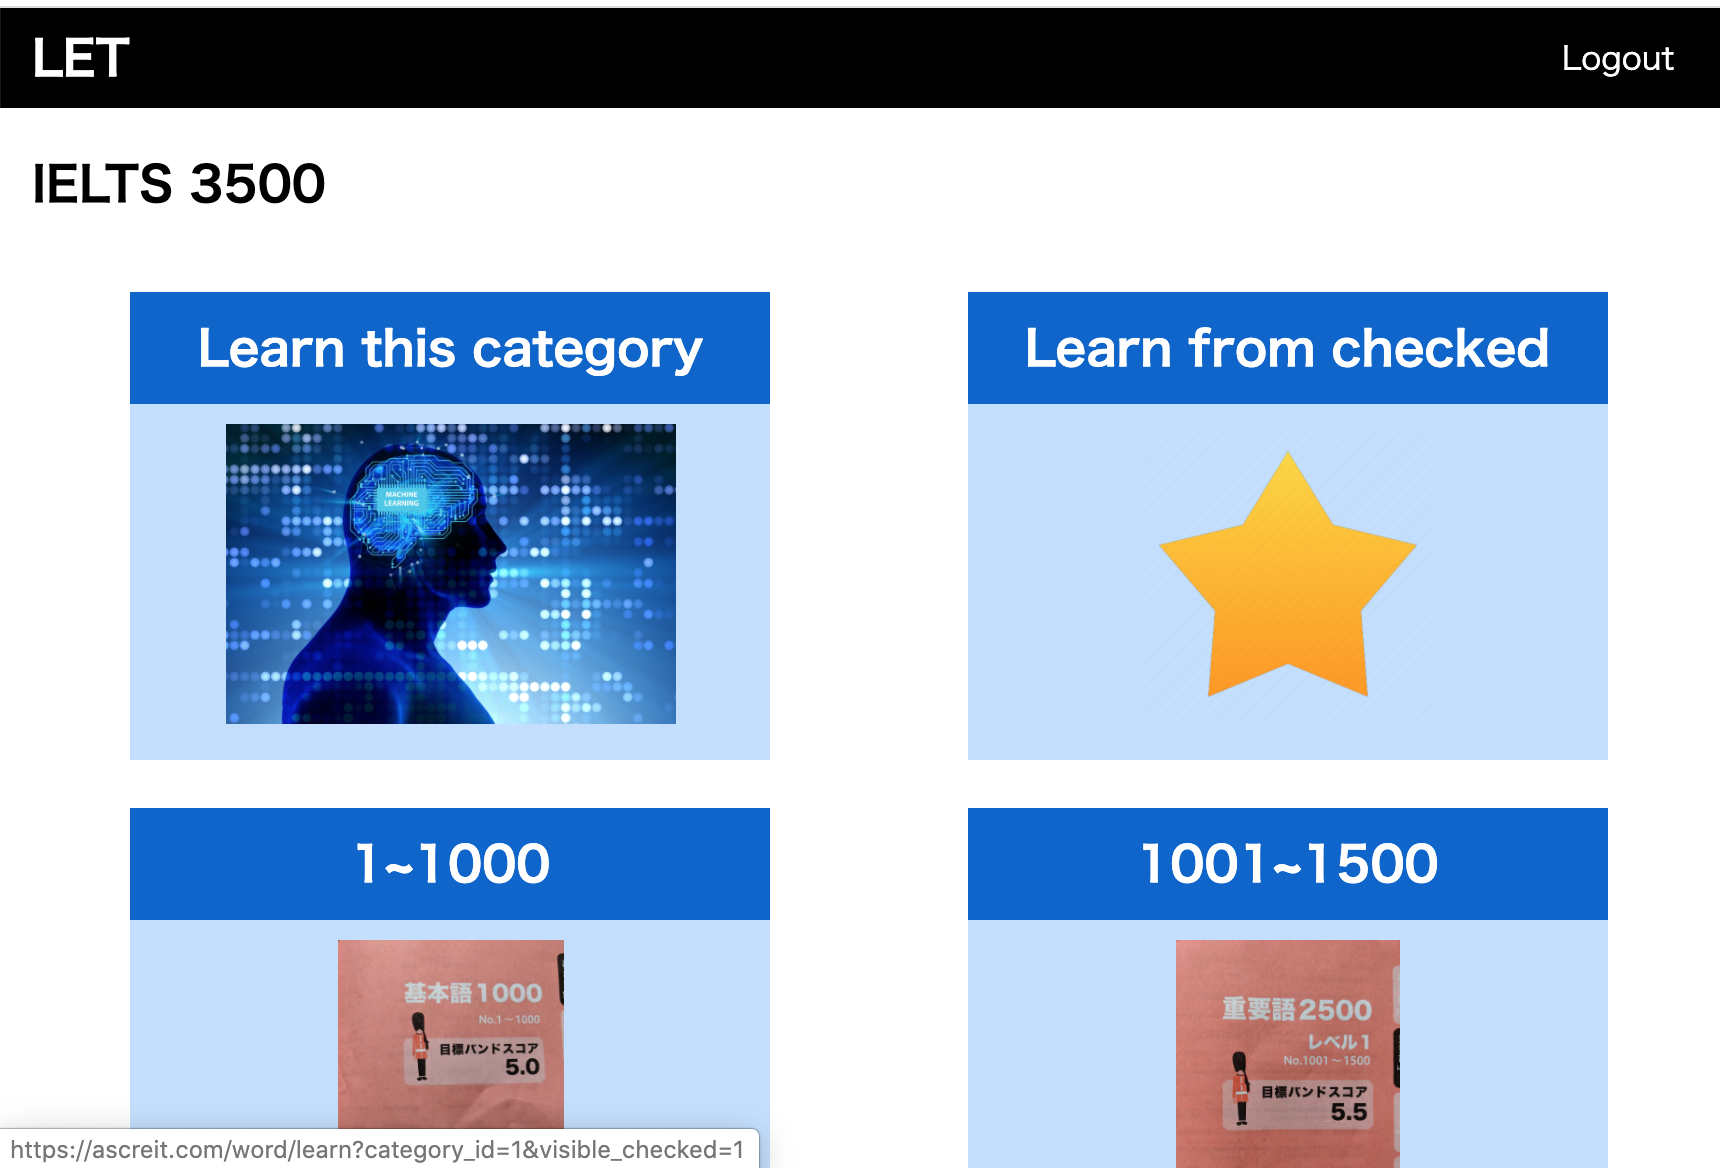 LET
Logout
IELTS 3500
Learn this category
Learn from checked
MACHINE
LEARNING
1~1000
1001~1500
基本語1000
No.1～1000
目標バンドスコア
5.0
重要語2500
レベル1
No.1001～1500
目標バンドスコア
5.5
https://ascreit.com/word/learn?category_id=1&visible_checked=1